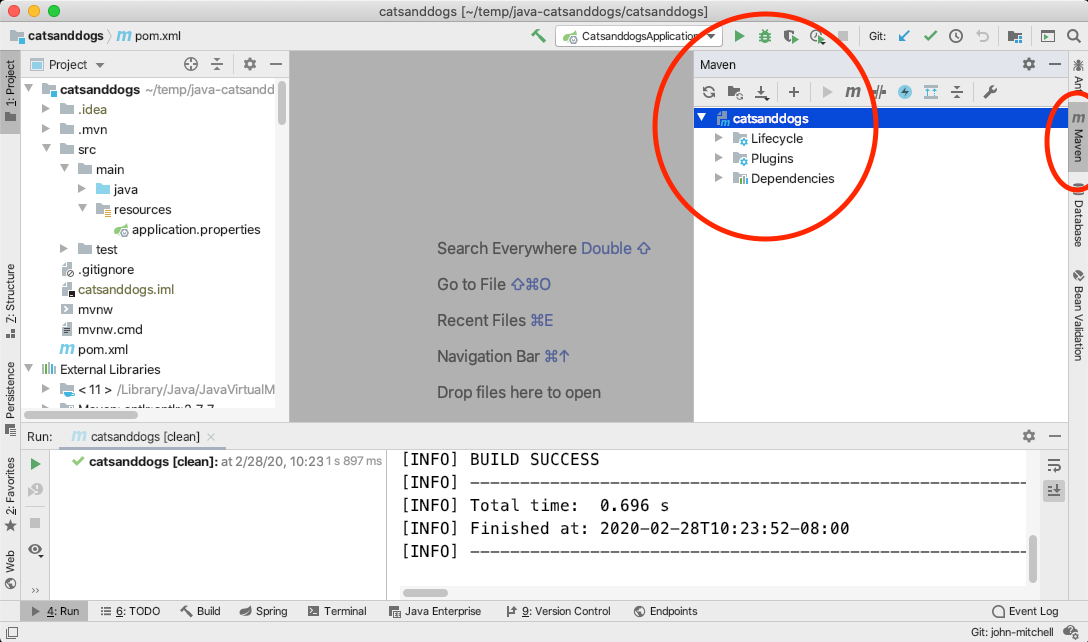 catsanddogs [~/temp/java-catsanddogs/catsanddogs]
catsanddogs pom.xml
CatsanddogsApplication
Git:
1: Project
Z: Structure
Persistence
2: Favorites
Web
Project
catsanddogs ~/temp/java-catsandd
.idea
.mvn
src
main
java
resources
application.properties
test
.gitignore
catsanddogs.iml
mvnw
mvnw.cmd
pom.xml
External Libraries
< 11 > /Library/Java/JavaVirtualM
Search Everywhere Double ⇧
Go to File ⇧⌘O
Recent Files ⌘E
Navigation Bar ⌘↑
Drop files here to open
Maven
catsanddogs
Lifecycle
Plugins
Dependencies
Ant
Maven
Database
Bean Validation
Run: catsanddogs [clean]
catsanddogs [clean]: at 2/28/20, 10:23 1 s 897 ms
[INFO] BUILD SUCCESS
[INFO] ------------------------------------------------------------------------
[INFO] Total time:  0.696 s
[INFO] Finished at: 2020-02-28T10:23:52-08:00
[INFO] ------------------------------------------------------------------------
4: Run 6: TODO Build Spring Terminal Java Enterprise 9: Version Control Endpoints Event Log
Git: john-mitchell